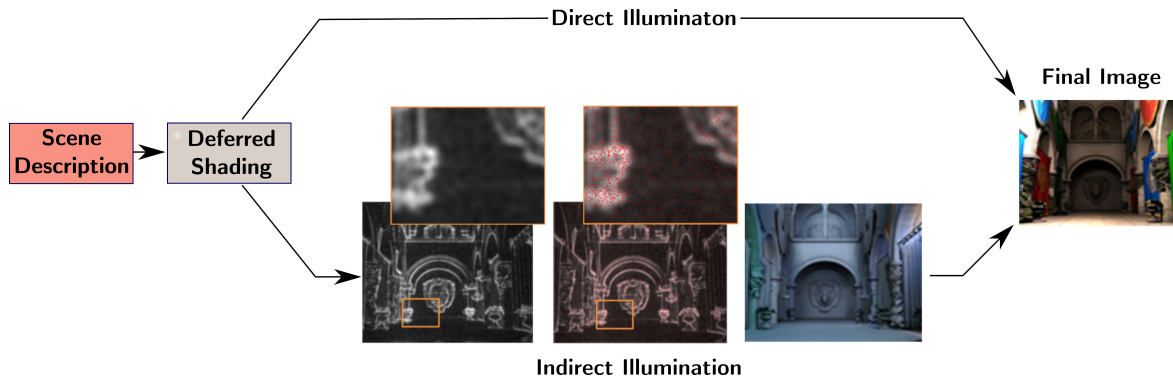 Direct Illuminaton
Final Image
Scene
Description
Deferred
Shading
Indirect Illumination